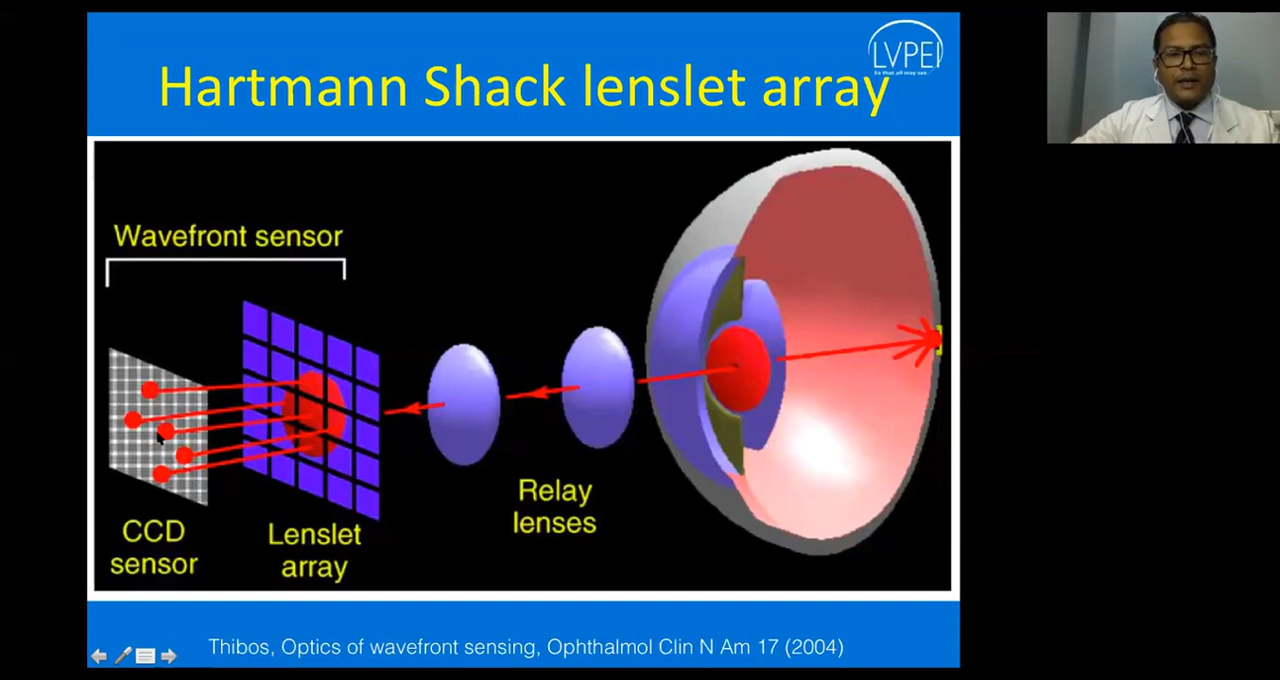 LVPEI
So that all may see.
Hartmann Shack lenslet array
Wavefront sensor
Relay
lenses
CCD
sensor
Lenslet
array
Thibos, Optics of wavefront sensing, Ophthalmol Clin N Am 17 (2004)